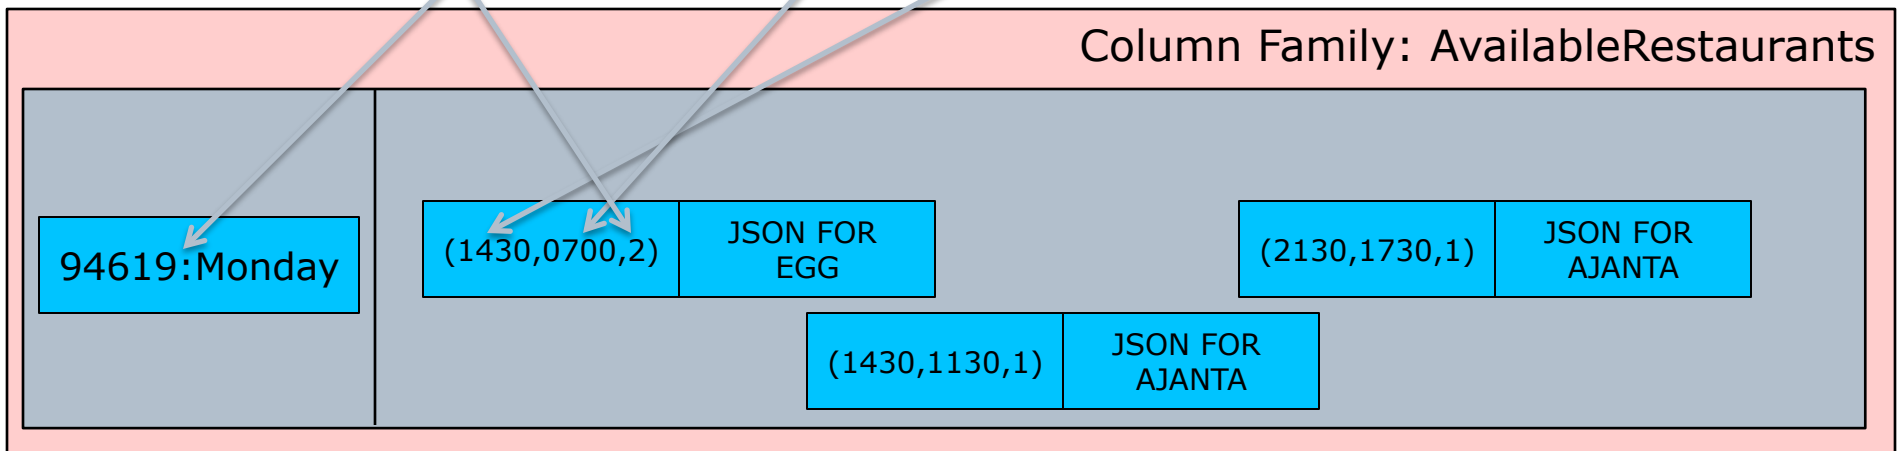 Column Family: AvailableRestaurants
94619:Monday
(1430,0700,2)
JSON FOR
EGG
(1430,1130,1)
JSON FOR
AJANTA
(2130,1730,1)
JSON FOR
AJANTA